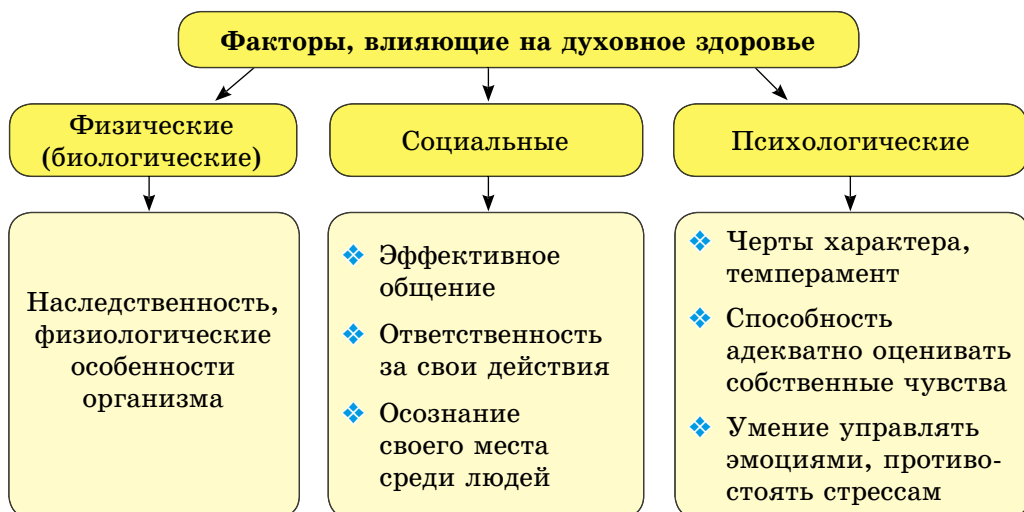 Факторы, влияющие на духовное здоровье
Физические
(биологические)
Социальные
Психологические
Наследственность,
физиологические
особенности
организма
Эффективное
общение
Ответственность
за свои действия
Осознание
своего места
среди людей
Черты характера,
темперамент
Способность
адекватно оценивать
собственные чувства
Умение управлять
эмоциями, противо-
стоять стрессам